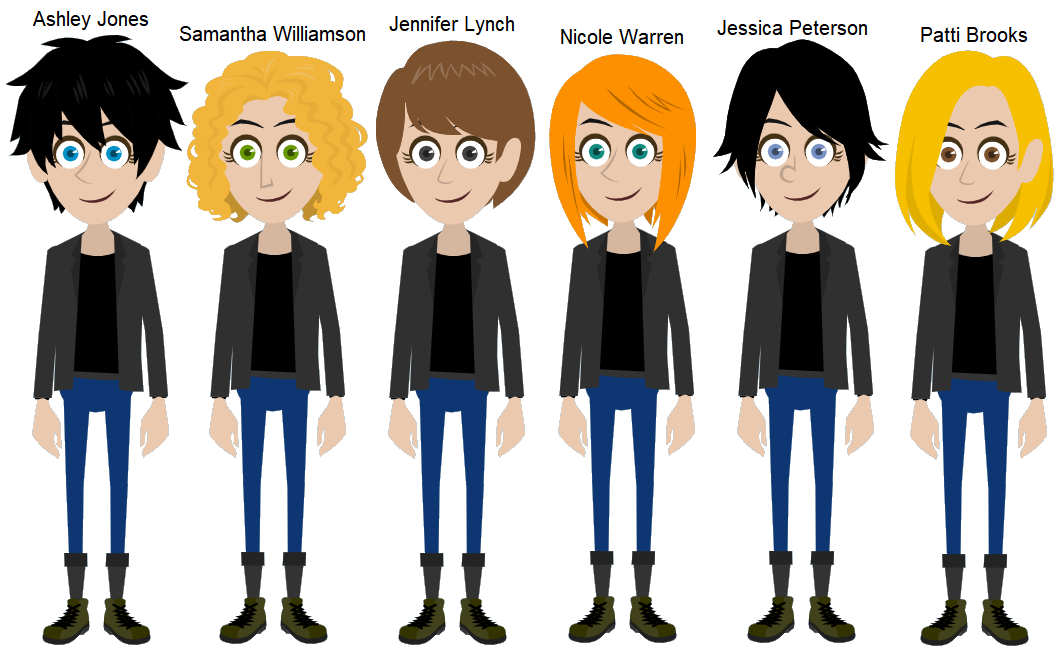 Ashley Jones
Samantha Williamson
Jennifer Lynch
Nicole Warren
Jessica Peterson
Patti Brooks